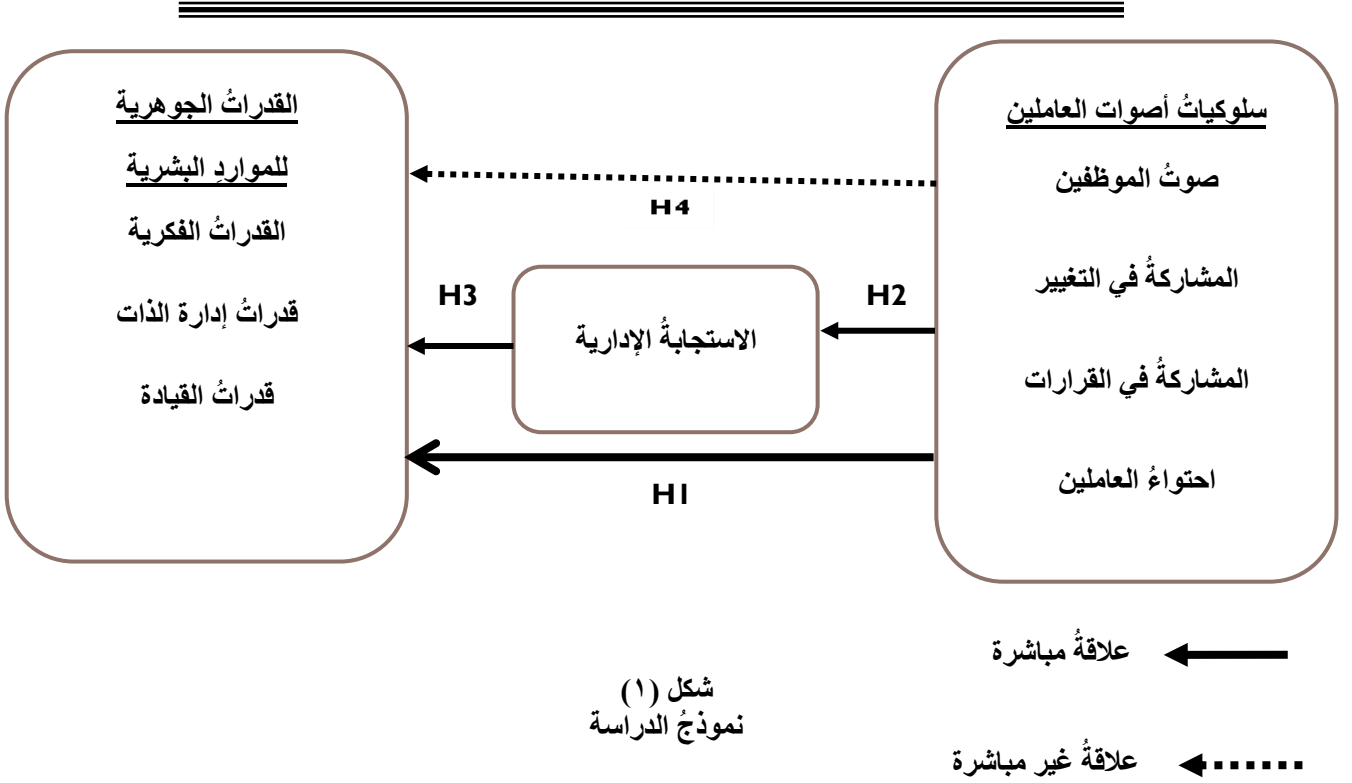 سلوكياتُ أصوات العاملين
صوتُ الموظفين
المشاركةُ في التغيير
المشاركةُ في القرارات
احتواءُ العاملين
H4
H2
الاستجابةُ الإدارية
H3
H1
القدراتُ الجوهرية
للمواردِ البشرية
القدراتُ الفكرية
قدراتُ إدارة الذات
قدراتُ القيادة
علاقةُ مباشرة
علاقةُ غير مباشرة
شكل (١)
نموذجُ الدراسة